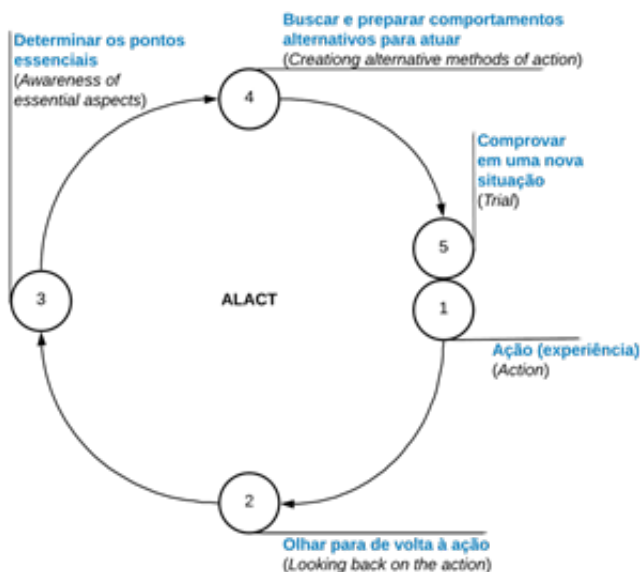 Buscar e preparar comportamentos
alternativos para atuar
(Creationg alternative methods of action)
Determinar os pontos
essenciais
(Awareness of
essential aspects)
4
Comprovar
em uma nova
situação
(Trial)
5
3
ALACT
1
Ação (experiência)
(Action)
2
Olhar para de volta à ação
(Looking back on the action)